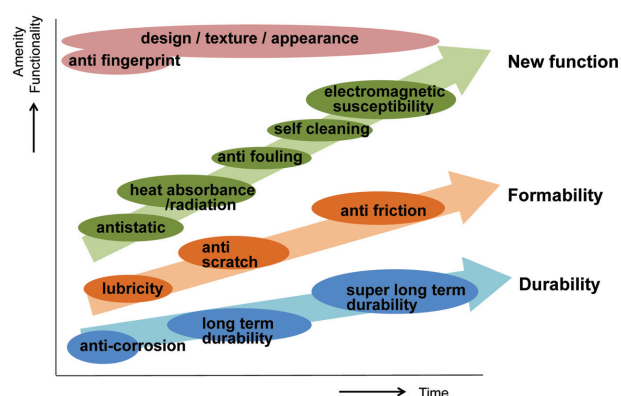 Amenity
Functionality
design / texture / appearance
anti fingerprint
New function
electromagnetic
susceptibility
self cleaning
anti fouling
heat absorbance
/radiation
antistatic
Formability
anti friction
anti
scratch
lubricity
Durability
super long term
durability
long term
durability
anti-corrosion
Time